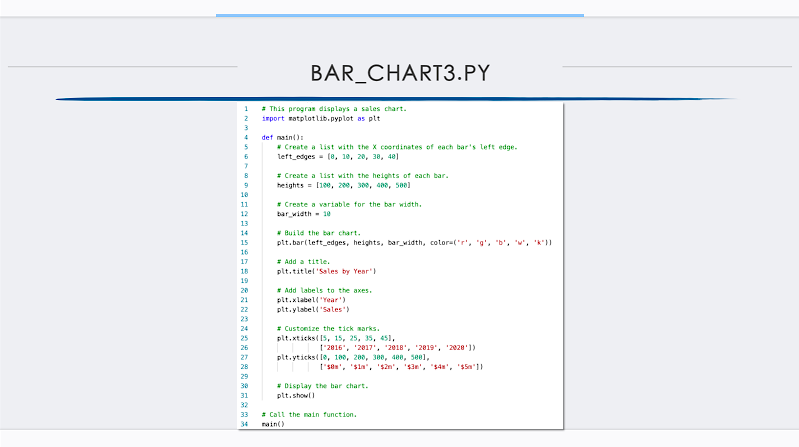 BAR_CHART3.PY
1 # This program displays a sales chart.
2 import matplotlib.pyplot as plt
3
4 def main():
5 # Create a list with the X coordinates of each bar's left edge.
6 left_edges = [0, 10, 20, 30, 40]
7
8 # Create a list with the heights of each bar.
9 heights = [100, 200, 300, 400, 500]
10
11 # Create a variable for the bar width.
12 bar_width = 10
13
14 # Build the bar chart.
15 plt.bar(left_edges, heights, bar_width, color=('r', 'g', 'b', 'w', 'k'))
16
17 # Add a title.
18 plt.title('Sales by Year')
19
20 # Add labels to the axes.
21 plt.xlabel('Year')
22 plt.ylabel('Sales')
23
24 # Customize the tick marks.
25 plt.xticks([5, 15, 25, 35, 45],
26 ['2016', '2017', '2018', '2019', '2020'])
27 plt.yticks([0, 100, 200, 300, 400, 500],
28 ['$0m', '$1m', '$2m', '$3m', '$4m', '$5m'])
29
30 # Display the bar chart.
31 plt.show()
32
33 # Call the main function.
34 main()